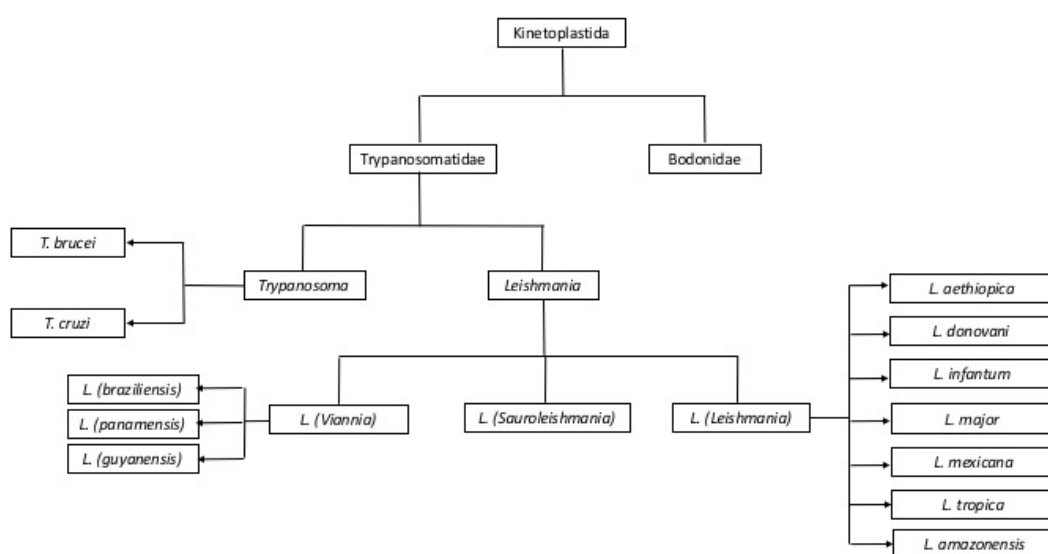 Kinetoplastida
Trypanosomatidae
Bodonidae
T. brucei
Trypanosoma
Leishmania
T. cruzi
L. aethiopica
L. donovani
L. infantum
L. major
L. mexicana
L. tropica
L. amazonensis
L. (braziliensis)
L. (panamensis)
L. (guyanensis)
L. (Viannia)
L. (Sauroleishmania)
L. (Leishmania)